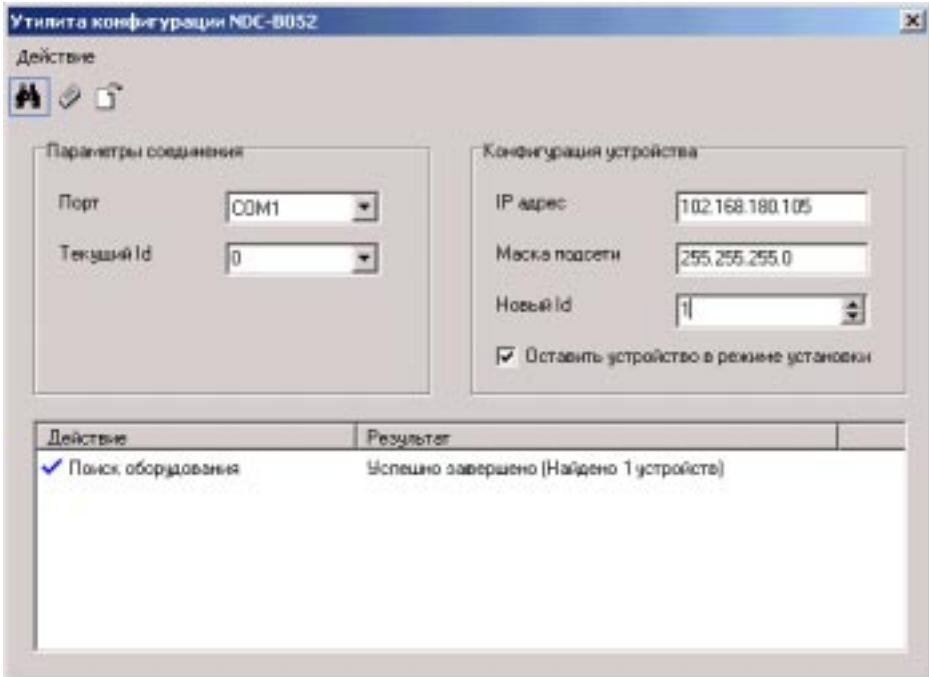 Утилита конфигурации NDC-B052
Действие
Параметры соединения
Порт
COM1
Текущий Id
0
Конфигурация устройства
IP адрес
102.168.180.105
Маска подсети
255.255.255.0
Новый Id
1
Оставить устройство в режиме установки
Действие Результат
Поиск оборудования Успешно завершено (Найдено 1 устройств)